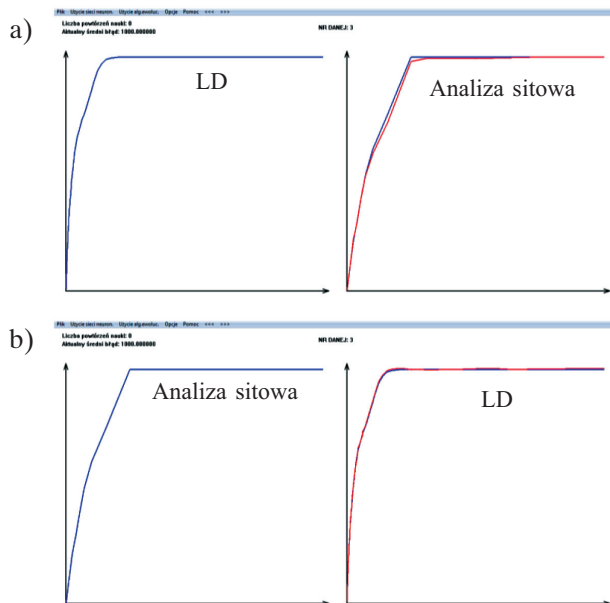 a)
Plik Użycie sieci neuron. Użycie alg.ewoluc. Opcje Pomoc <<< >>>
Liczba powtórzeń nauki: 0
Aktualny średni błąd: 1000.000000
NR DANEJ: 3
LD
Analiza sitowa
b)
Plik Użycie sieci neuron. Użycie alg.ewoluc. Opcje Pomoc <<< >>>
Liczba powtórzeń nauki: 0
Aktualny średni błąd: 1000.000000
NR DANEJ: 3
Analiza sitowa
LD